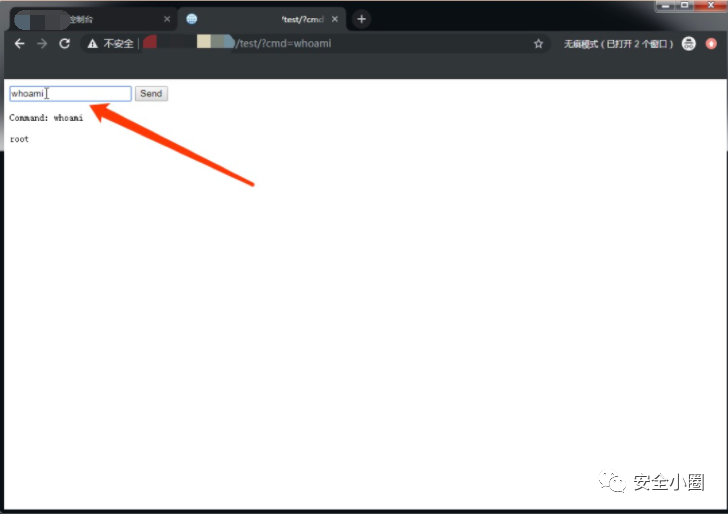 控制台
test/?cmd
不安全
/test/?cmd=whoami
无痕模式（已打开 2 个窗口）
whoami
Send
Command: whoami
root
安全小圈